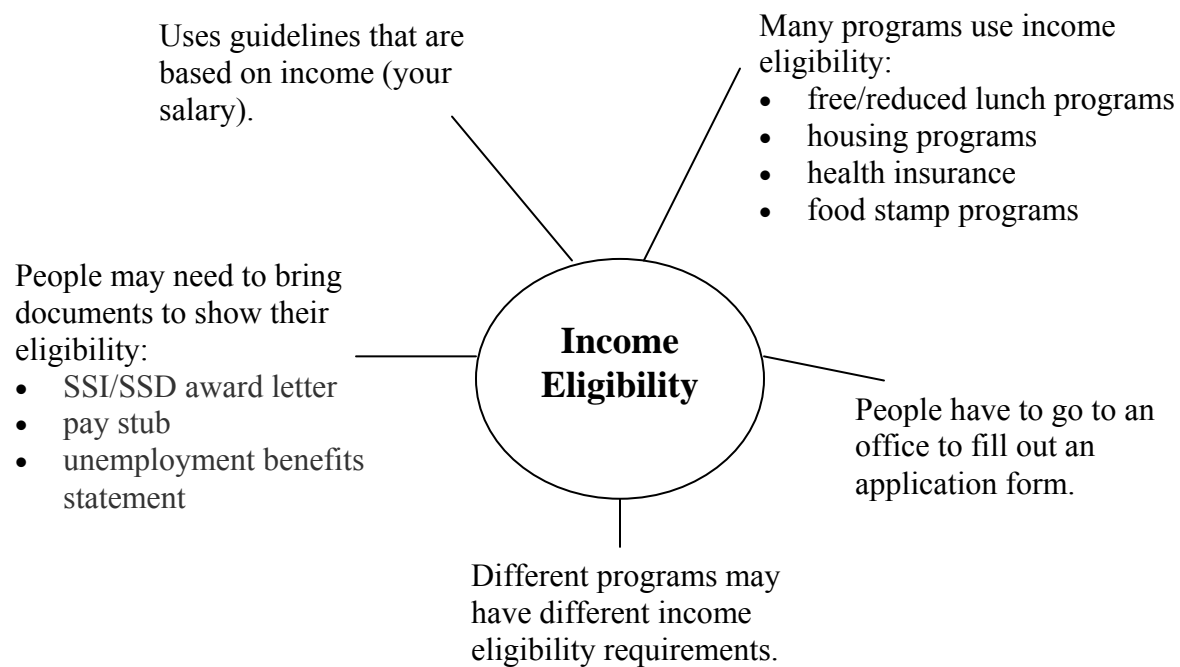 Uses guidelines that are
based on income (your
salary).
Many programs use income
eligibility:
• free/reduced lunch programs
• housing programs
• health insurance
• food stamp programs
People may need to bring
documents to show their
eligibility:
• SSI/SSD award letter
• pay stub
• unemployment benefits
statement
Income
Eligibility
People have to go to an
office to fill out an
application form.
Different programs may
have different income
eligibility requirements.